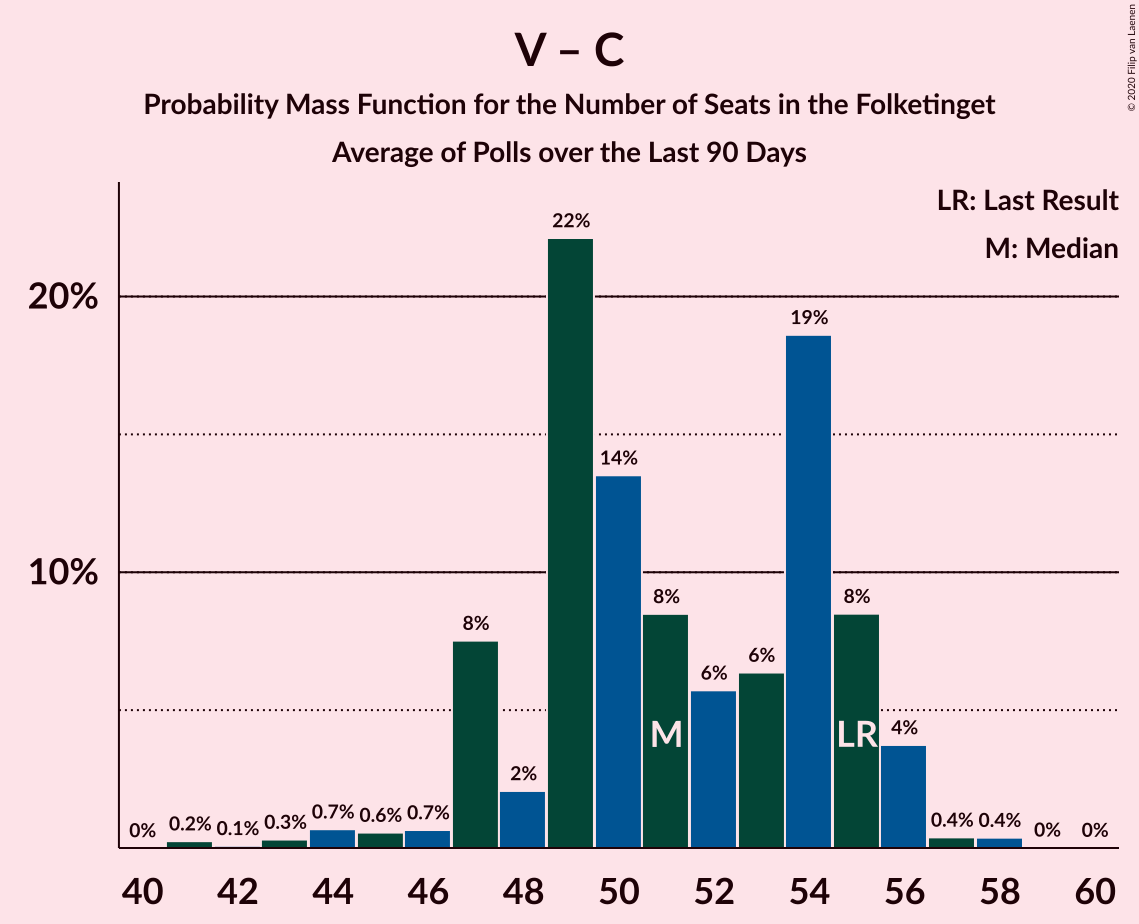 V – C
Probability Mass Function for the Number of Seats in the Folketinget
Average of Polls over the Last 90 Days
© 2020 Filip van Laenen
LR: Last Result
M: Median
20%
10%
0%
0.2%
0.1%
0.3%
0.7%
0.6%
0.7%
8%
2%
22%
14%
8%
6%
6%
19%
8%
4%
0.4%
0.4%
0%
0%
M
LR
40 42 44 46 48 50 52 54 56 58 60